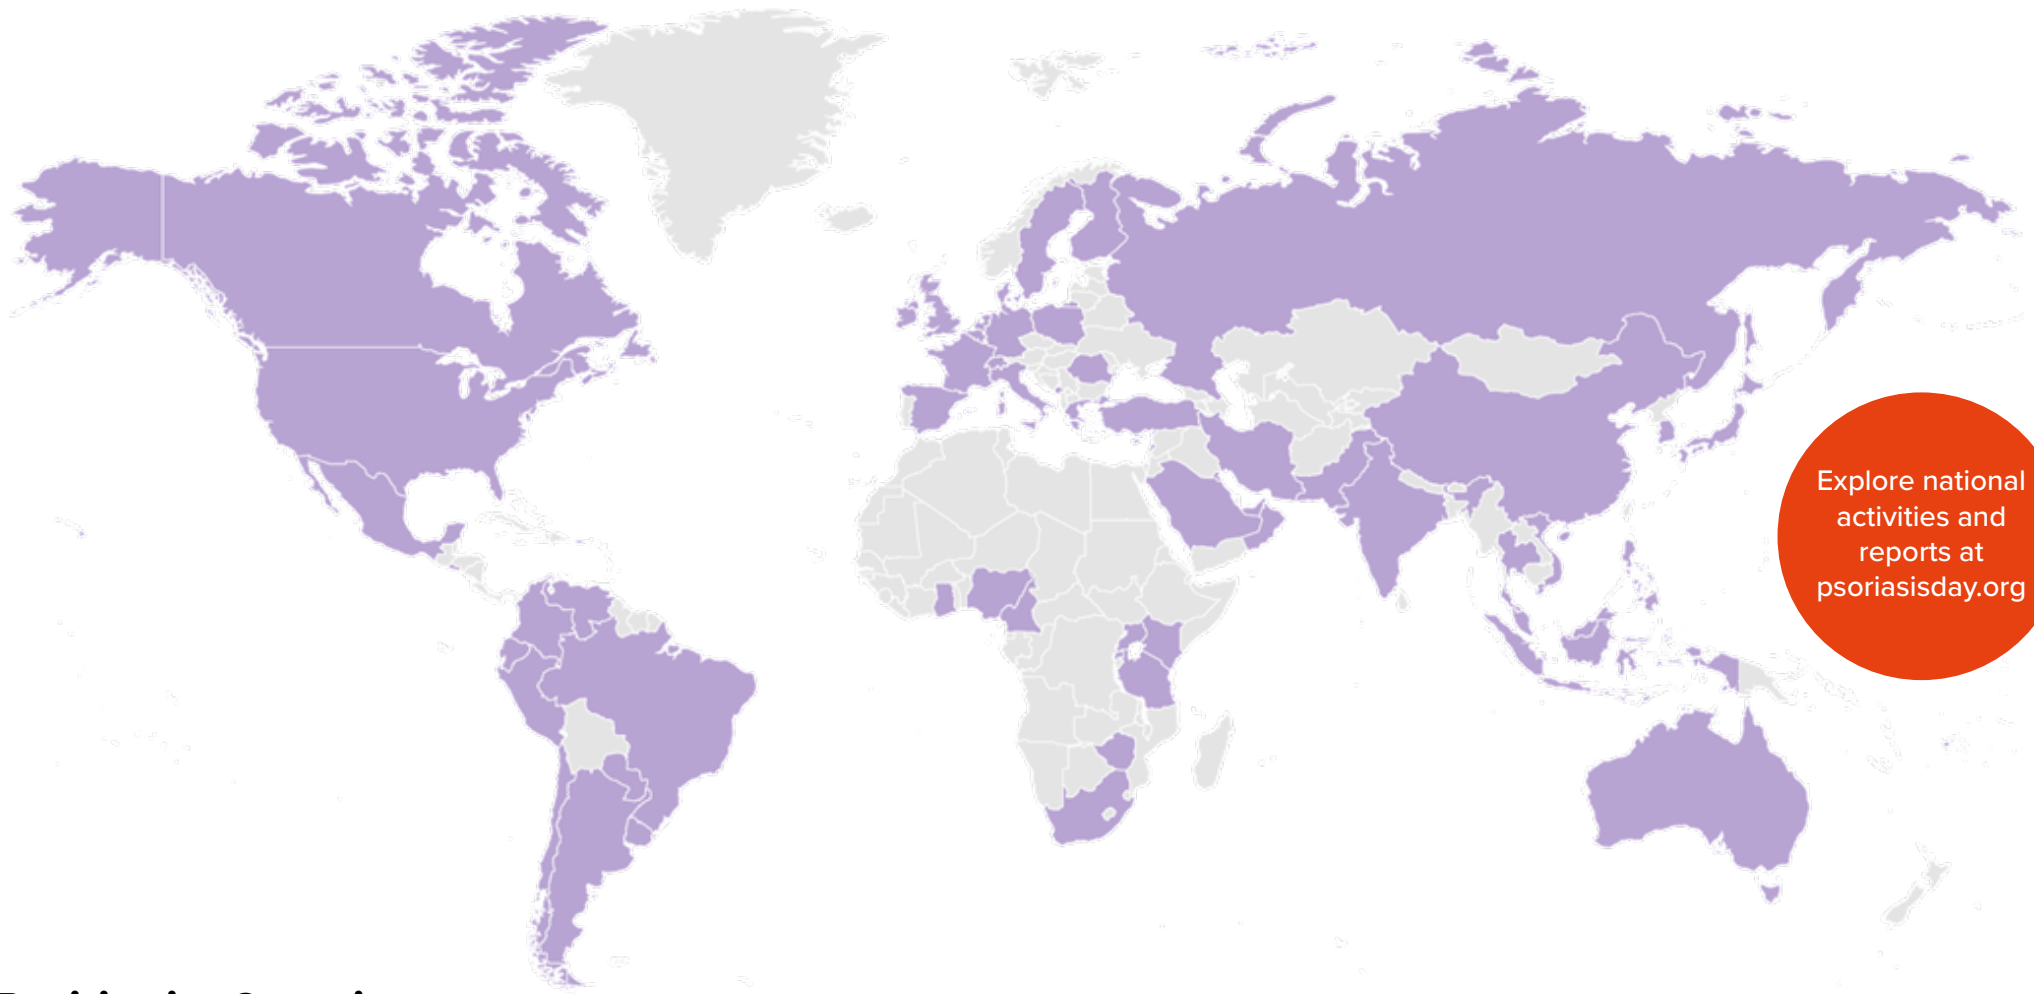 Explore national
activities and
reports at
psoriasisday.org